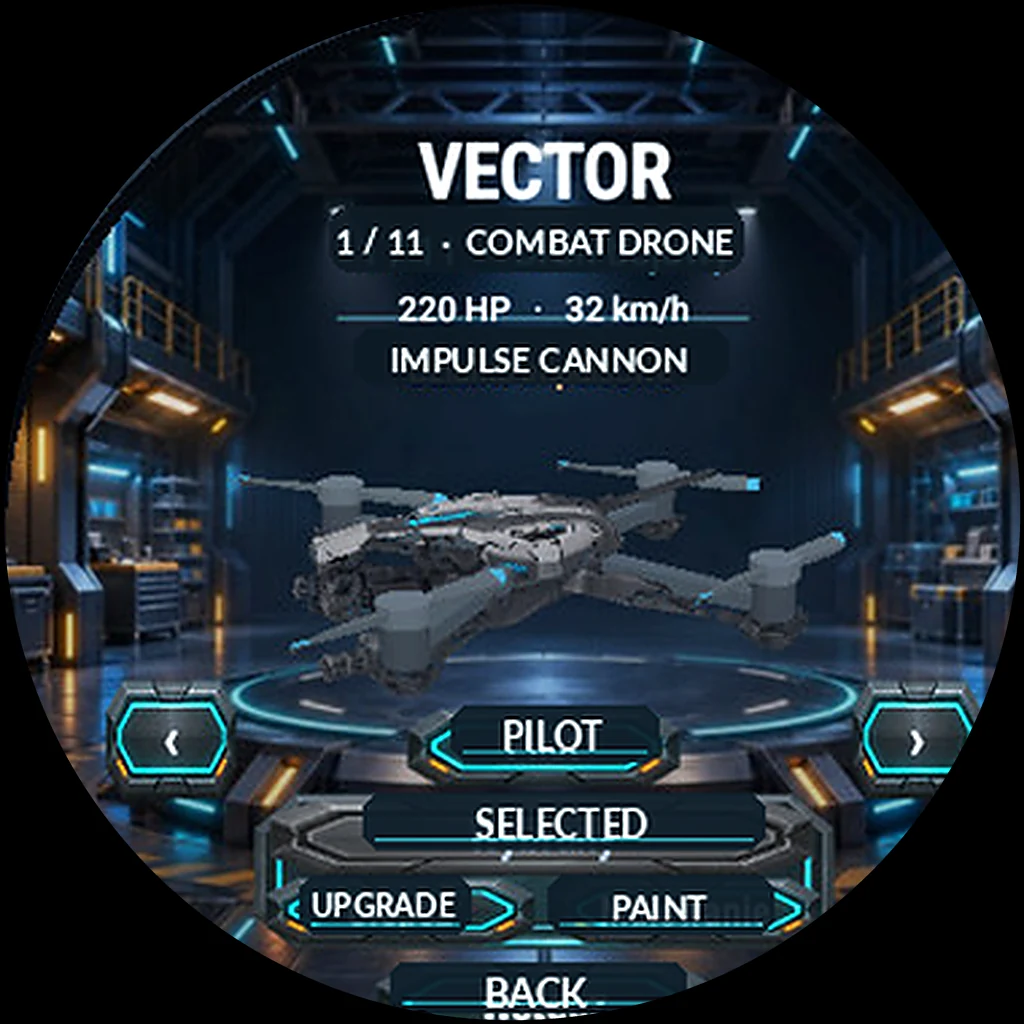 VECTOR
1 / 11 · COMBAT DRONE
220 HP · 32 km/h
IMPULSE CANNON
‹ PILOT ›
SELECTED
UPGRADE PAINT
BACK